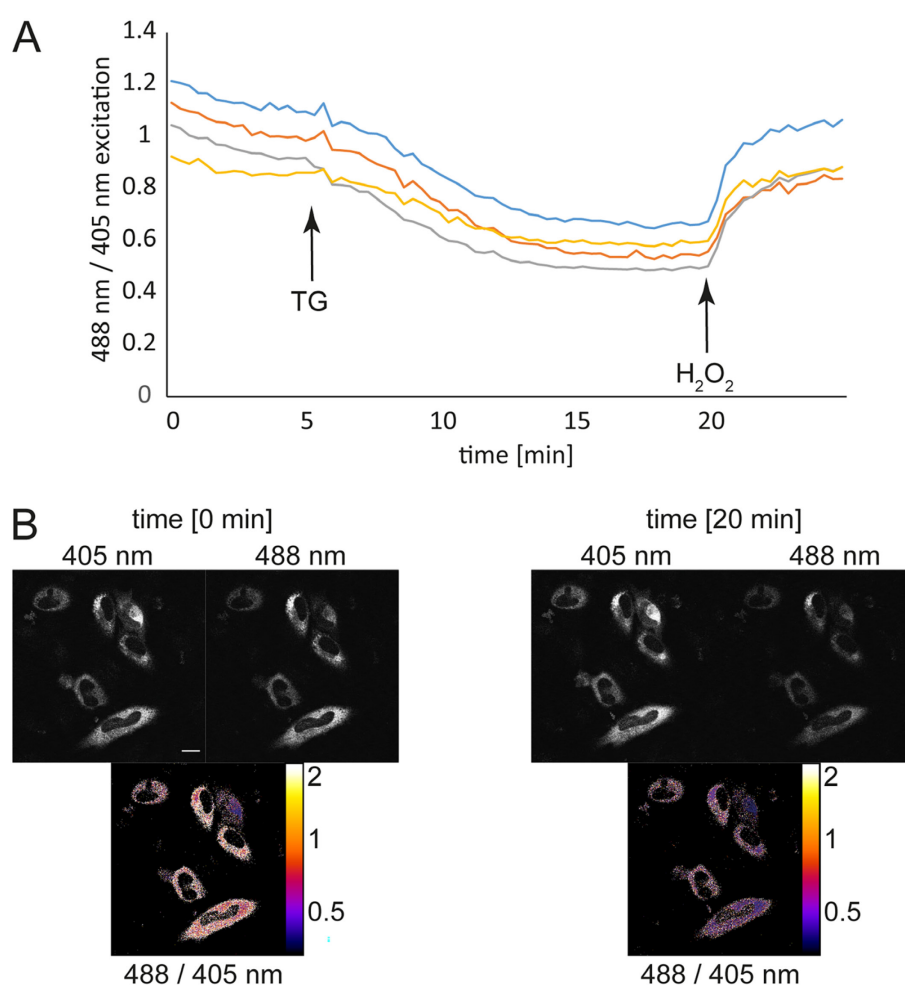 A
1.4
1.2
1
0.8
0.6
0.4
0.2
0
488 nm / 405 nm excitation
TG
H₂O₂
0 5 10 15 20
time [min]
B
time [0 min] time [20 min]
405 nm 488 nm 405 nm 488 nm
2 2
1 1
0.5 0.5
488 / 405 nm 488 / 405 nm